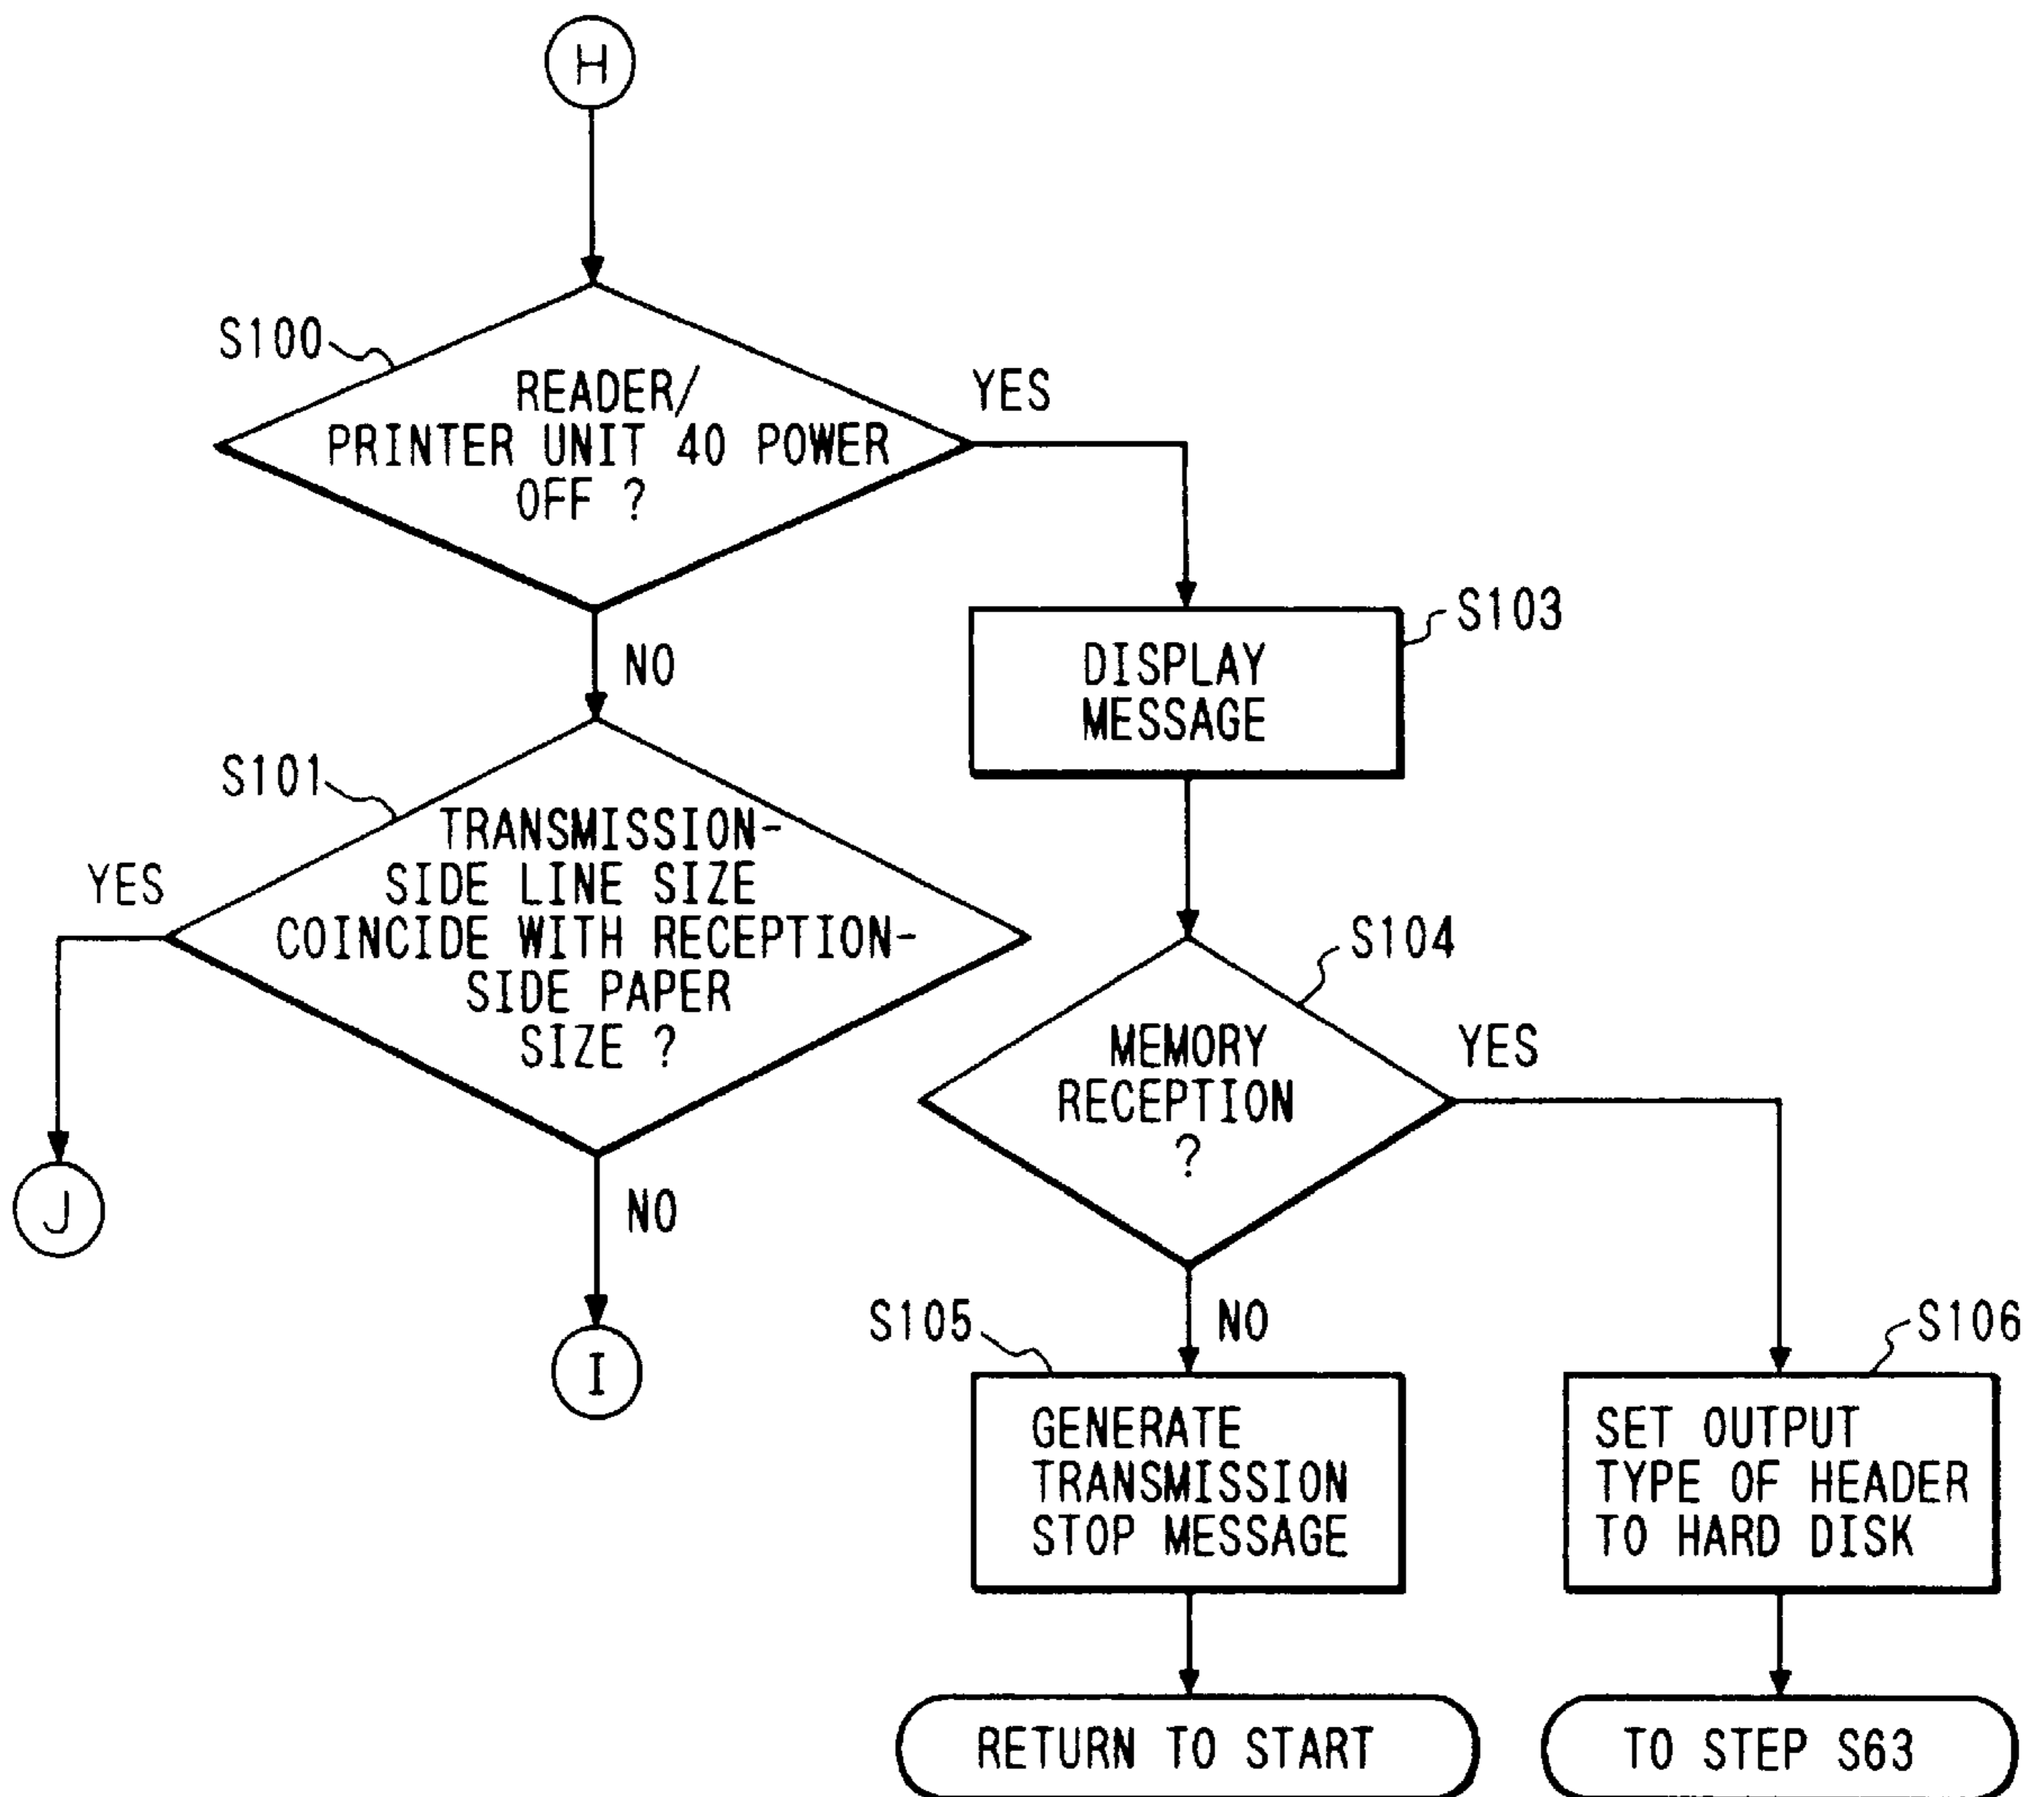 H
S100
READER/
PRINTER UNIT 40 POWER
OFF ?
YES
NO
S103
DISPLAY
MESSAGE
S101
TRANSMISSION-
SIDE LINE SIZE
COINCIDE WITH RECEPTION-
SIDE PAPER
SIZE ?
YES
J
NO
I
S104
MEMORY
RECEPTION
?
YES
NO
S105
GENERATE
TRANSMISSION
STOP MESSAGE
S106
SET OUTPUT
TYPE OF HEADER
TO HARD DISK
RETURN TO START
TO STEP S63